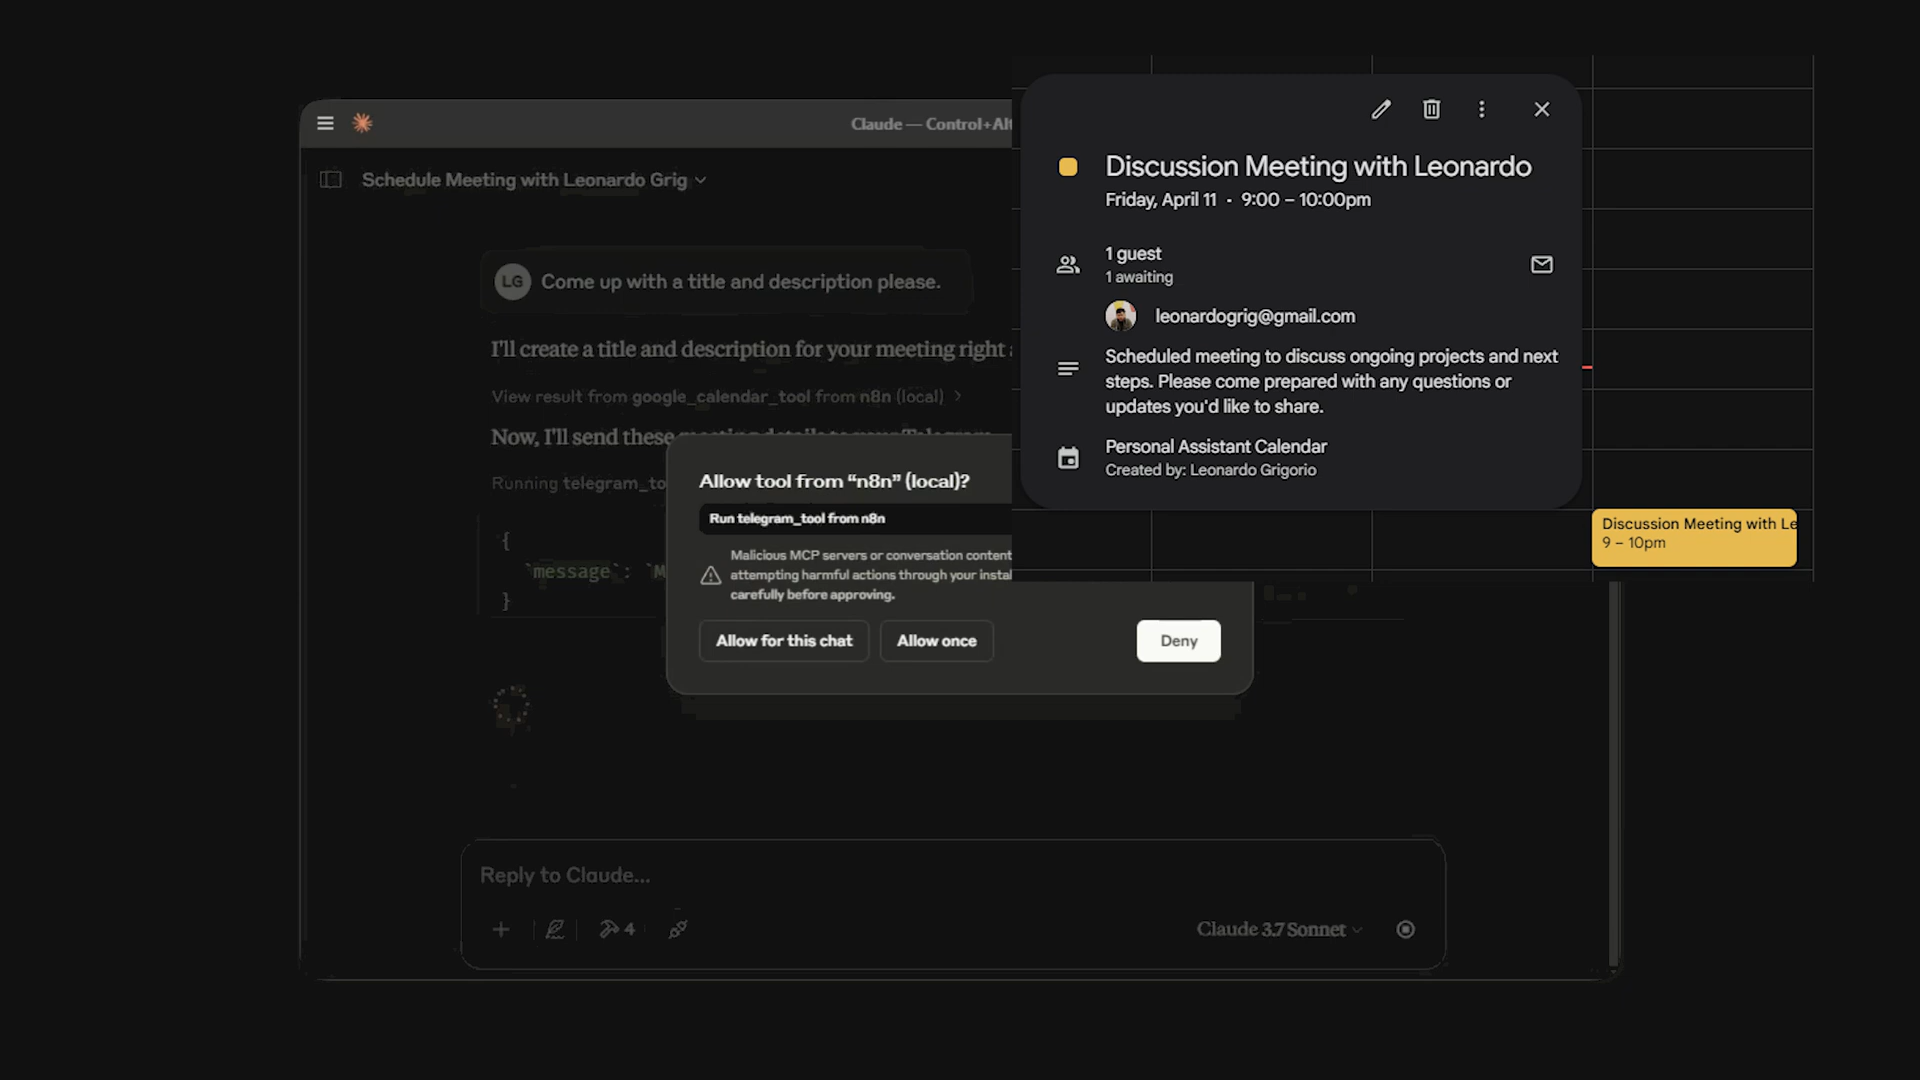 Claude — Control+Alt
Schedule Meeting with Leonardo Grig
LG Come up with a title and description please.
I'll create a title and description for your meeting right
View result from google_calendar_tool from n8n (local)
Now, I'll send these meeting details to your Telegram
Running telegram_to
{
`message`: `M
}
Allow tool from “n8n” (local)?
Run telegram_tool from n8n
Malicious MCP servers or conversation content
attempting harmful actions through your instal
carefully before approving.
Allow for this chat
Allow once
Deny
Reply to Claude...
4
Claude 3.7 Sonnet
Discussion Meeting with Leonardo
Friday, April 11 • 9:00 – 10:00pm
1 guest
1 awaiting
leonardogrig@gmail.com
Scheduled meeting to discuss ongoing projects and next
steps. Please come prepared with any questions or
updates you'd like to share.
Personal Assistant Calendar
Created by: Leonardo Grigorio
Discussion Meeting with Le
9 – 10pm